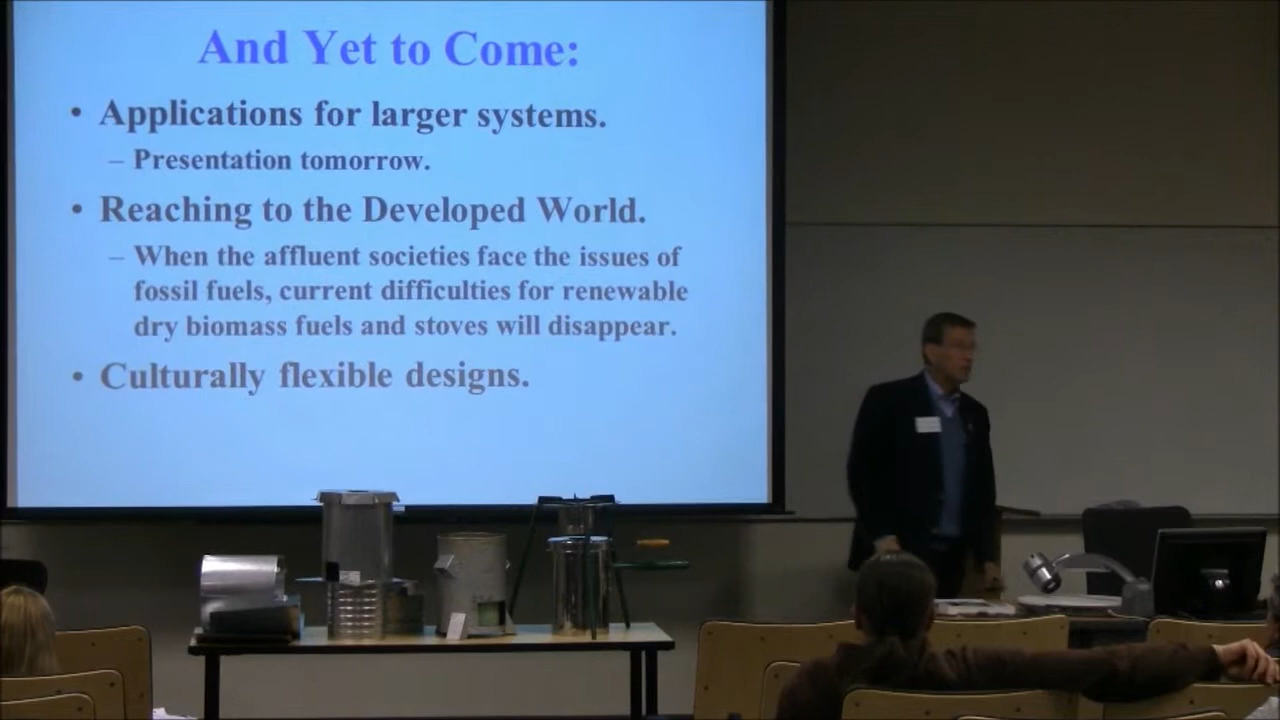 And Yet to Come:
• Applications for larger systems.
– Presentation tomorrow.
• Reaching to the Developed World.
– When the affluent societies face the issues of
fossil fuels, current difficulties for renewable
dry biomass fuels and stoves will disappear.
• Culturally flexible designs.